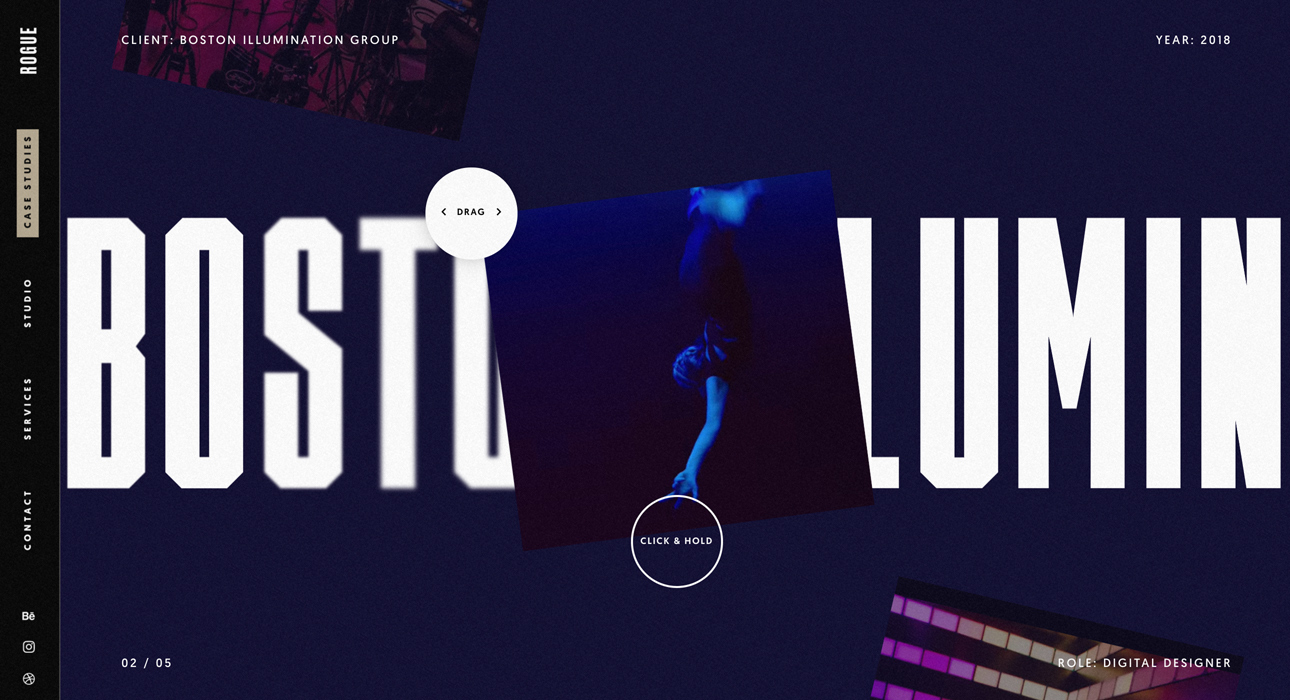 ROGUE
CASE STUDIES
STUDIO
SERVICES
CONTACT
Bē
CLIENT: BOSTON ILLUMINATION GROUP
YEAR: 2018
< DRAG >
BOSTO LUMIN
CLICK & HOLD
02 / 05
ROLE: DIGITAL DESIGNER